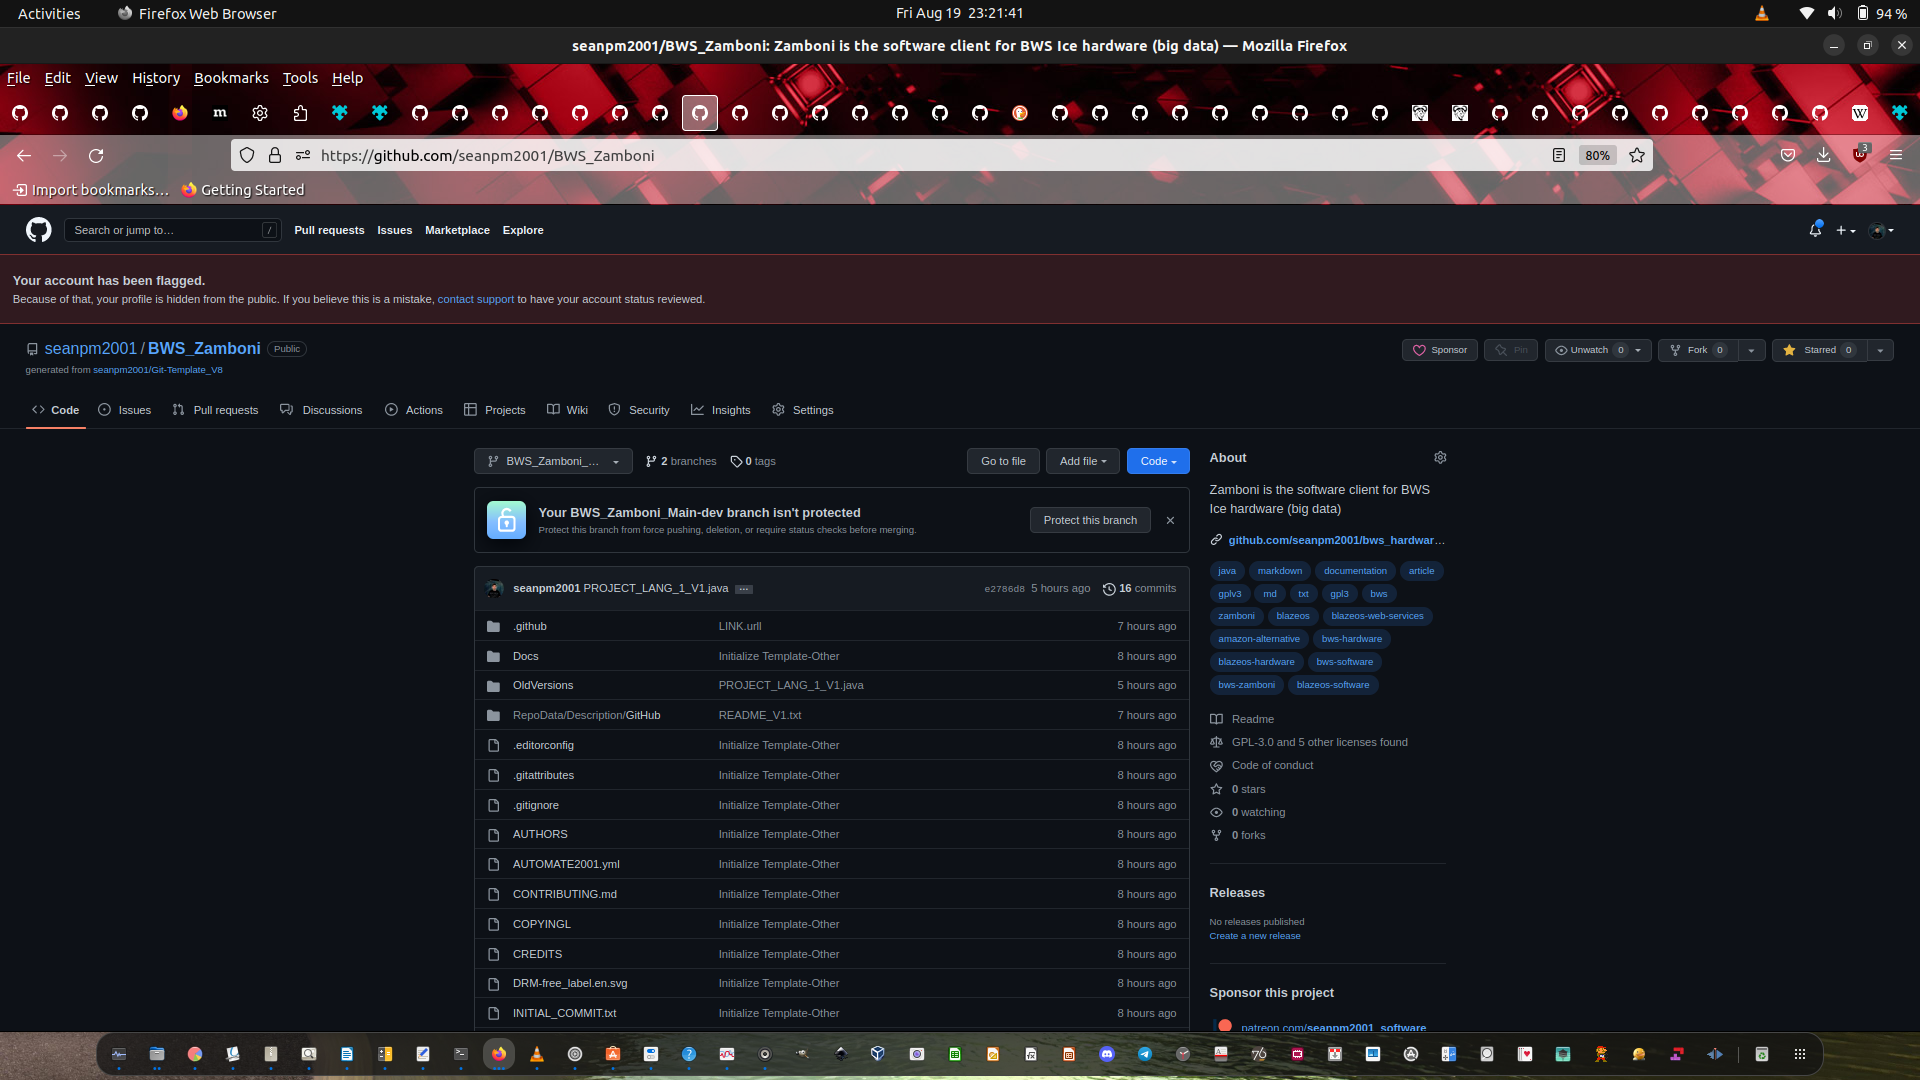 Activities
Firefox Web Browser
Fri Aug 19 23:21:41
94 %
seanpm2001/BWS_Zamboni: Zamboni is the software client for BWS Ice hardware (big data) — Mozilla Firefox
File Edit View History Bookmarks Tools Help
https://github.com/seanpm2001/BWS_Zamboni
80%
3
Import bookmarks… Getting Started
Search or jump to… /
Pull requests Issues Marketplace Explore
Your account has been flagged.
Because of that, your profile is hidden from the public. If you believe this is a mistake, contact support to have your account status reviewed.
seanpm2001 / BWS_Zamboni Public
generated from seanpm2001/Git-Template_V8
Sponsor Pin Unwatch 0 Fork 0 Starred 0
Code Issues Pull requests Discussions Actions Projects Wiki Security Insights Settings
BWS_Zamboni_... 2 branches 0 tags
Go to file Add file Code
Your BWS_Zamboni_Main-dev branch isn't protected
Protect this branch from force pushing, deletion, or require status checks before merging.
Protect this branch
seanpm2001 PROJECT_LANG_1_V1.java ... e2786d8 5 hours ago 16 commits
.github LINK.urll 7 hours ago
Docs Initialize Template-Other 8 hours ago
OldVersions PROJECT_LANG_1_V1.java 5 hours ago
RepoData/Description/GitHub README_V1.txt 7 hours ago
.editorconfig Initialize Template-Other 8 hours ago
.gitattributes Initialize Template-Other 8 hours ago
.gitignore Initialize Template-Other 8 hours ago
AUTHORS Initialize Template-Other 8 hours ago
AUTOMATE2001.yml Initialize Template-Other 8 hours ago
CONTRIBUTING.md Initialize Template-Other 8 hours ago
COPYINGL Initialize Template-Other 8 hours ago
CREDITS Initialize Template-Other 8 hours ago
DRM-free_label.en.svg Initialize Template-Other 8 hours ago
INITIAL_COMMIT.txt Initialize Template-Other 8 hours ago
About
Zamboni is the software client for BWS
Ice hardware (big data)
github.com/seanpm2001/bws_hardwar…
java markdown documentation article
gplv3 md txt gpl3 bws
zamboni blazeos blazeos-web-services
amazon-alternative bws-hardware
blazeos-hardware bws-software
bws-zamboni blazeos-software
Readme
GPL-3.0 and 5 other licenses found
Code of conduct
0 stars
0 watching
0 forks
Releases
No releases published
Create a new release
Sponsor this project
patreon.com/seanpm2001_software